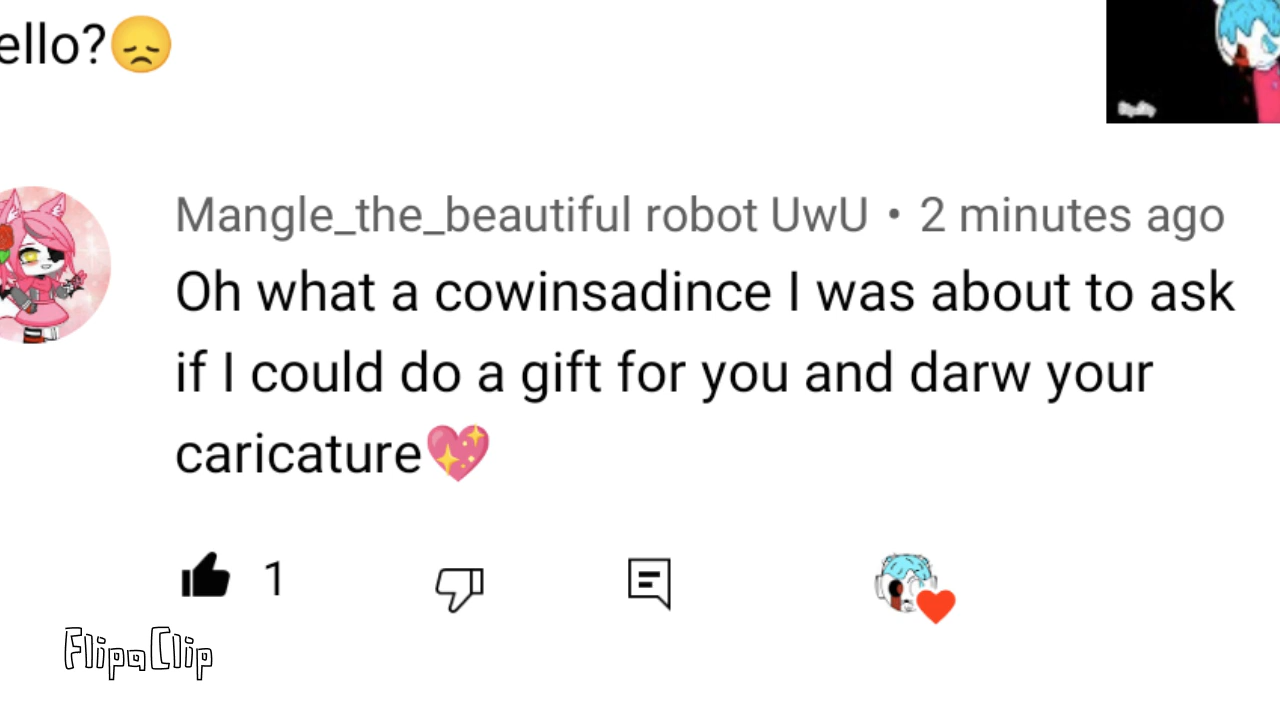 ello?😞
Mangle_the_beautiful robot UwU • 2 minutes ago
Oh what a cowinsadince I was about to ask
if I could do a gift for you and darw your
caricature💖
1
FlipaClip